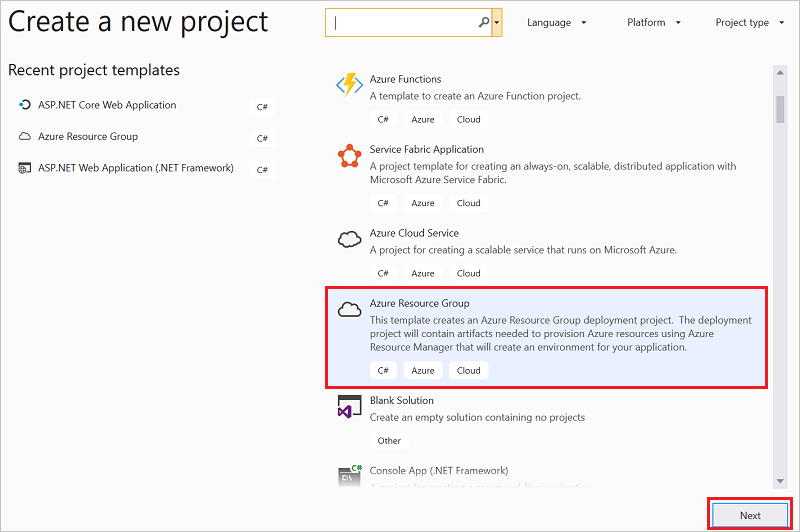 Create a new project
Language
Platform
Project type
Recent project templates
ASP.NET Core Web Application
C#
Azure Resource Group
C#
ASP.NET Web Application (.NET Framework)
C#
Azure Functions
A template to create an Azure Function project.
C# Azure Cloud
Service Fabric Application
A project template for creating an always-on, scalable, distributed application with
Microsoft Azure Service Fabric.
C# Azure Cloud
Azure Cloud Service
A project for creating a scalable service that runs on Microsoft Azure.
C# Azure Cloud
Azure Resource Group
This template creates an Azure Resource Group deployment project. The deployment
project will contain artifacts needed to provision Azure resources using Azure
Resource Manager that will create an environment for your application.
C# Azure Cloud
Blank Solution
Create an empty solution containing no projects
Other
C#
Console App (.NET Framework)
A project for creating a command-line application
Next